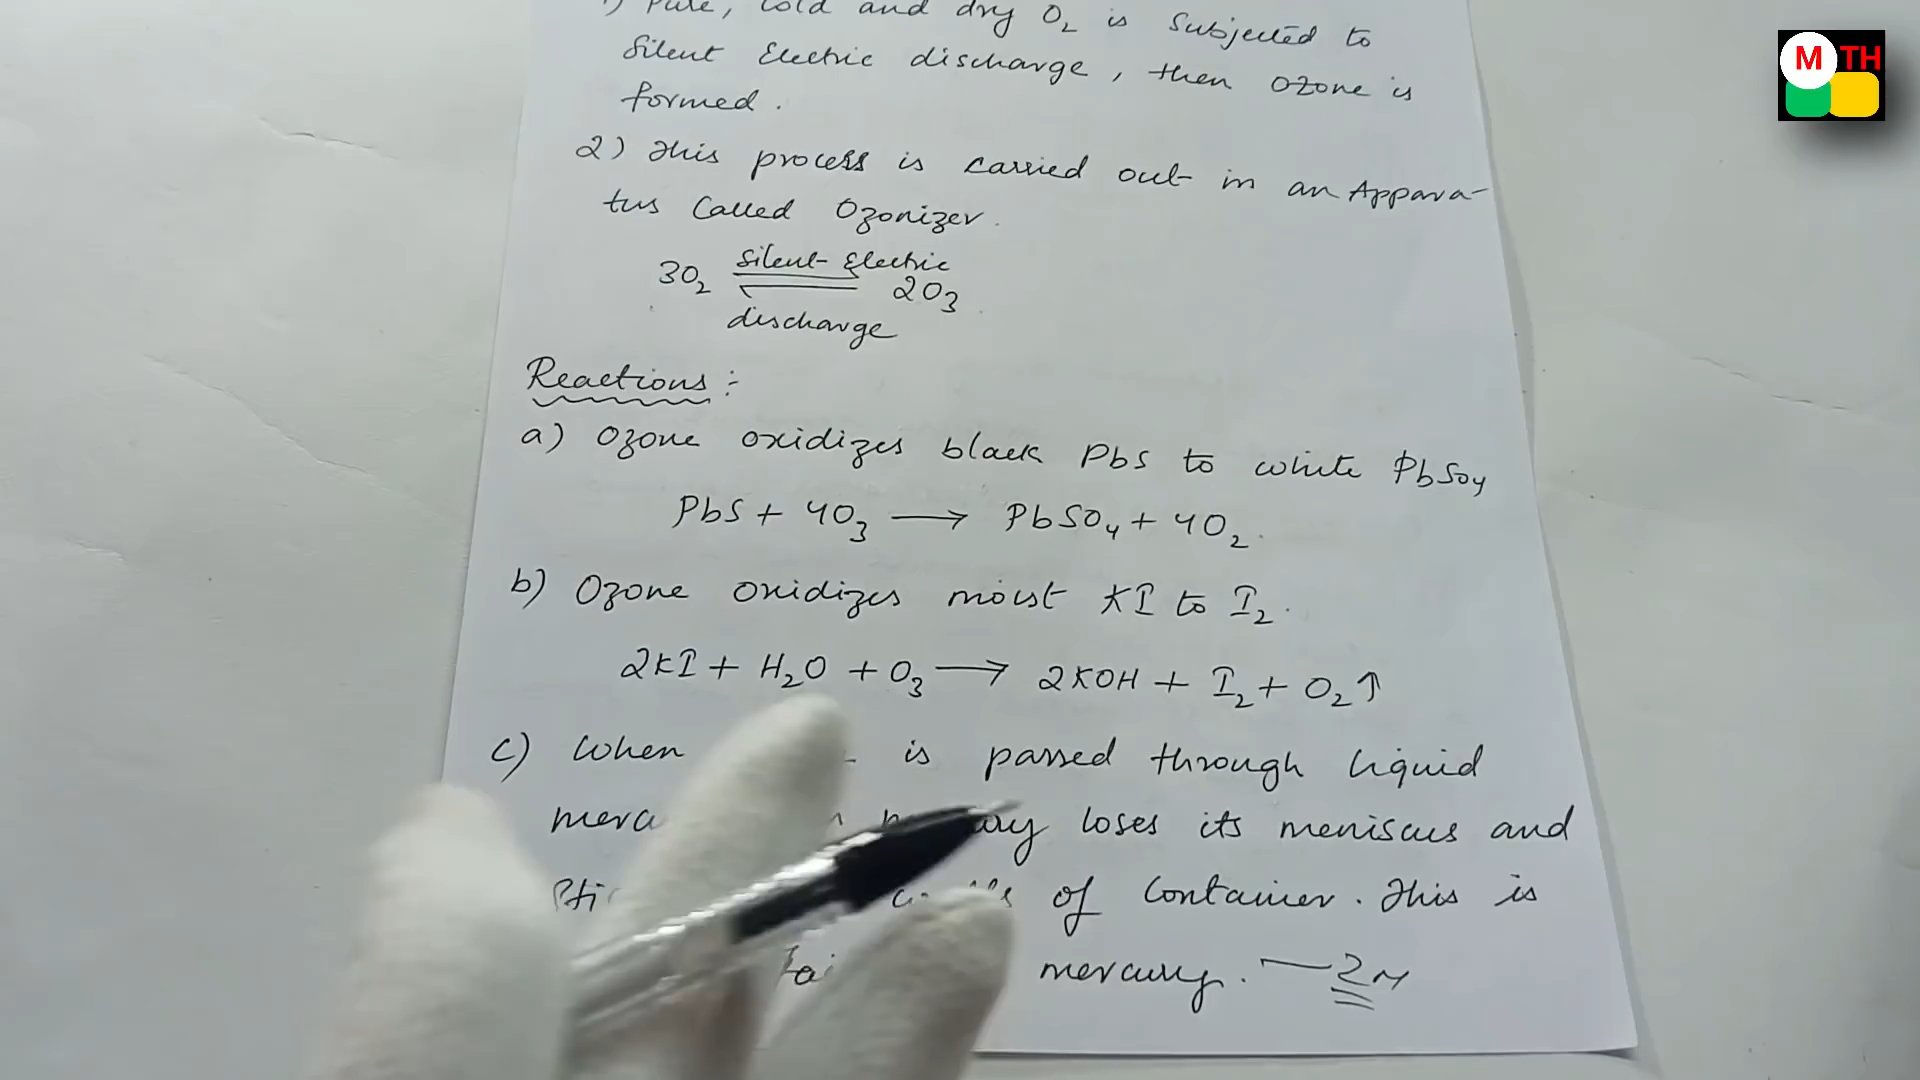 1) Pure, Cold and dry O₂ is Subjected to
Silent Electric discharge, then Ozone is
formed.
2) This process is Carried out in an Appara-
tus Called Ozonizer.
Silent Electric
3O₂ ⇌ 2O₃
discharge
Reactions :-
a) Ozone oxidizes black PbS to white PbSO₄
PbS + 4O₃ → PbSO₄ + 4O₂.
b) Ozone oxidizes moist KI to I₂.
2KI + H₂O + O₃ → 2KOH + I₂ + O₂↑
c) When is passed through liquid
loses its meniscus and
of Container. This is
mercury. — 2M
M TH